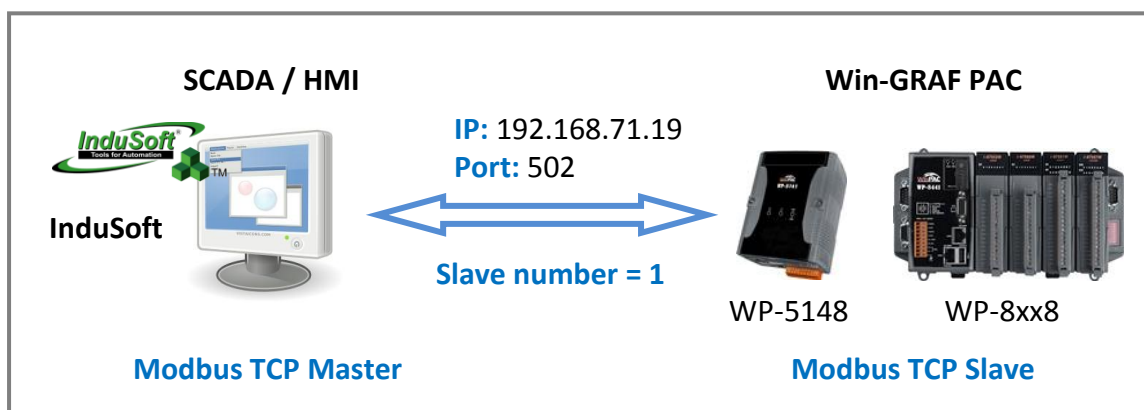 SCADA / HMI
Win-GRAF PAC
InduSoft®
Tools for Automation
TM
InduSoft
IP: 192.168.71.19
Port: 502
Slave number = 1
WP-5148
WP-8xx8
Modbus TCP Master
Modbus TCP Slave